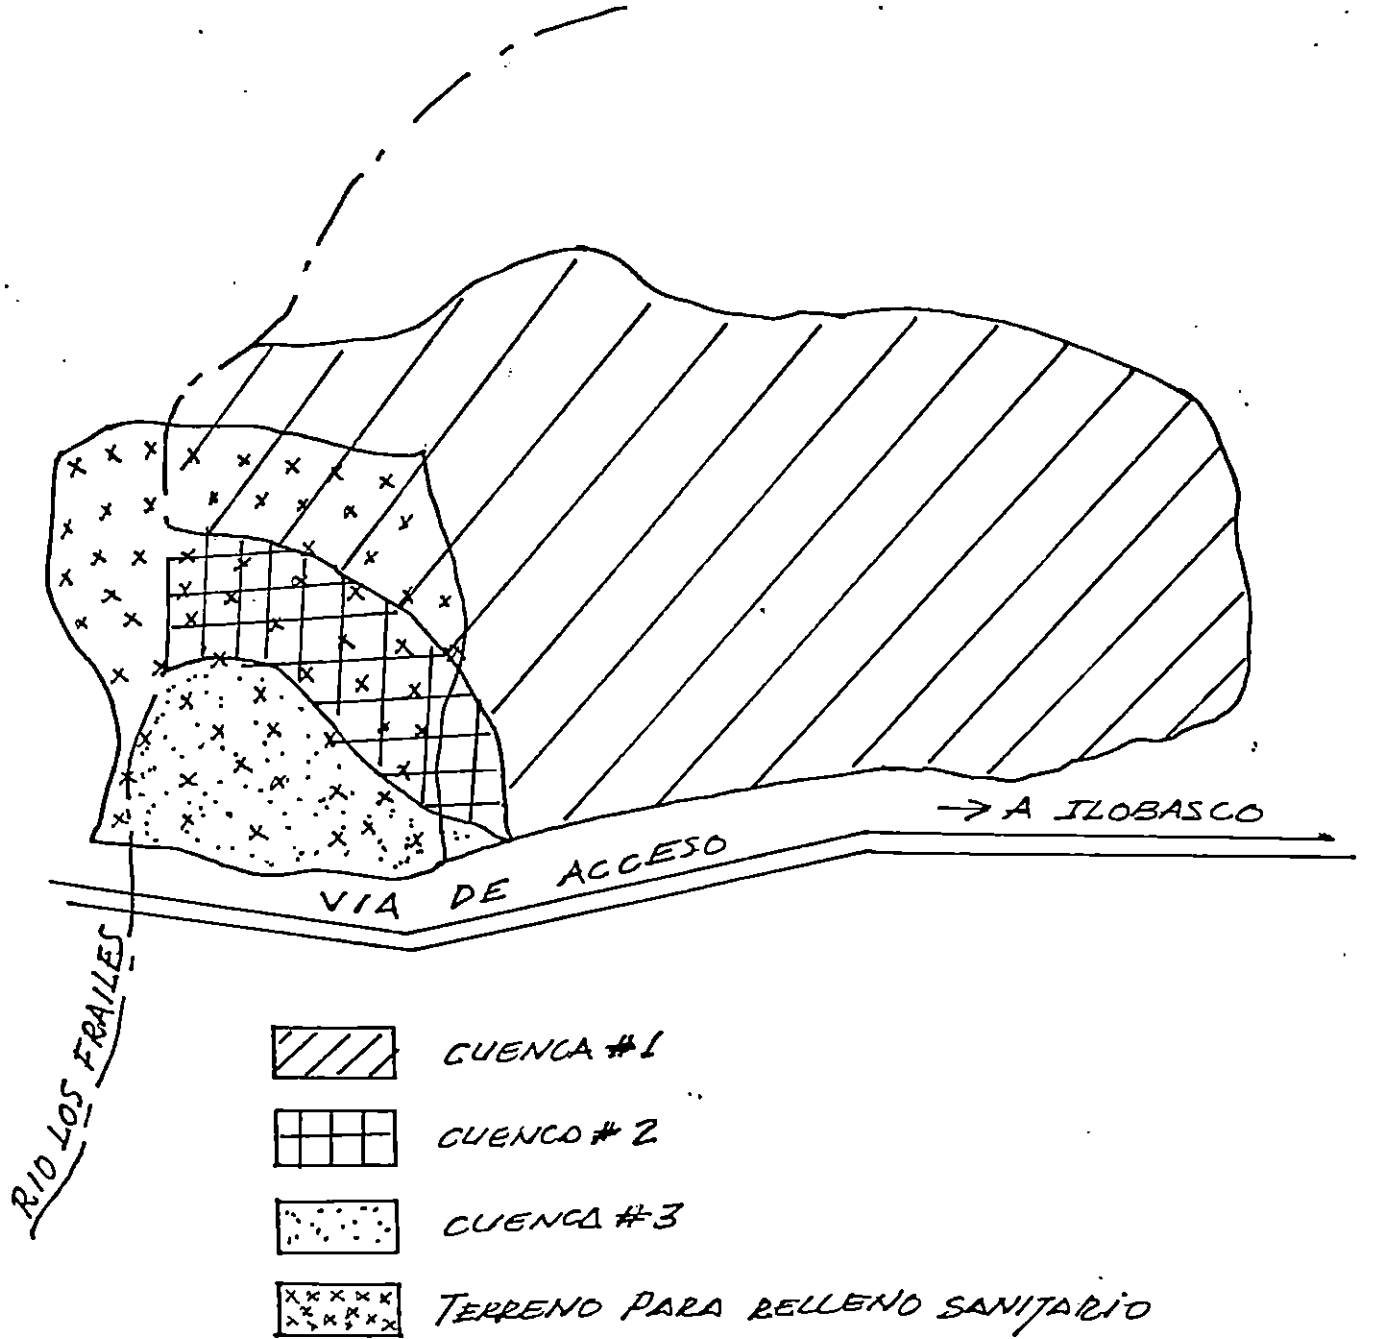 → A ILOBASCO
VIA DE ACCESO
RIO LOS FRAILES
CUENCA #1
CUENCO # 2
CUENCA #3
TERRENO PARA RELLENO SANITARIO